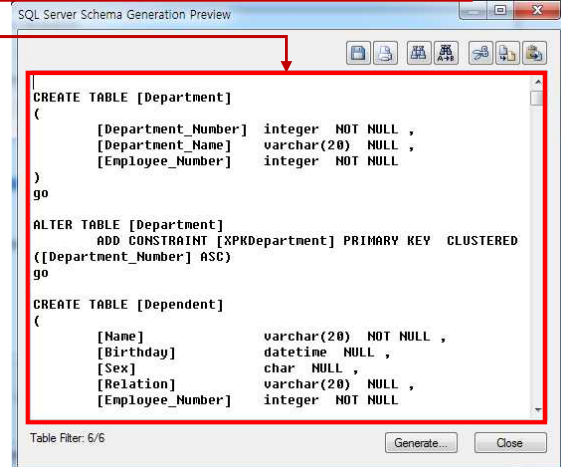 SQL Server Schema Generation Preview
A→B
CREATE TABLE [Department]
(
[Department_Number] integer NOT NULL ,
[Department_Name] varchar(20) NULL ,
[Employee_Number] integer NOT NULL
)
go
ALTER TABLE [Department]
ADD CONSTRAINT [XPKDepartment] PRIMARY KEY CLUSTERED
([Department_Number] ASC)
go
CREATE TABLE [Dependent]
(
[Name] varchar(20) NOT NULL ,
[Birthday] datetime NULL ,
[Sex] char NULL ,
[Relation] varchar(20) NULL ,
[Employee_Number] integer NOT NULL
Table Filter: 6/6
Generate... Close